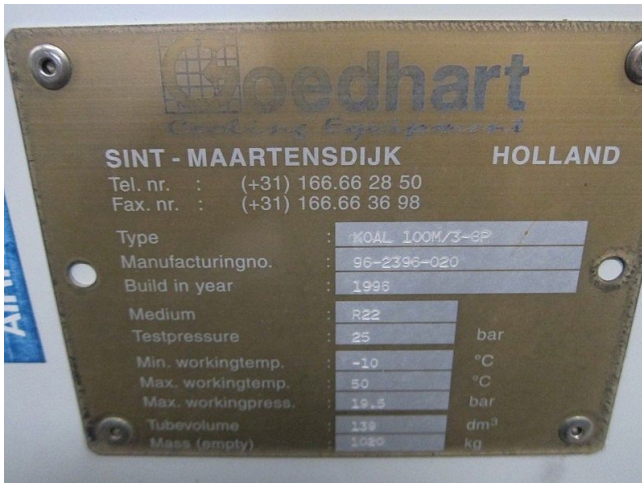 Goedhart
Cooling Equipment
SINT - MAARTENSDIJK HOLLAND
Tel. nr. : (+31) 166.66 28 50
Fax. nr. : (+31) 166.66 36 98
Type : KOAL 100M/3-GP
Manufacturingno. : 96-2396-020
Build in year : 1996
Medium : R22
Testpressure : 25 bar
Min. workingtemp. : -10 °C
Max. workingtemp. : 50 °C
Max. workingpress. : 19.5 bar
Tubevolume : 139 dm³
Mass (empty) : 1020 kg